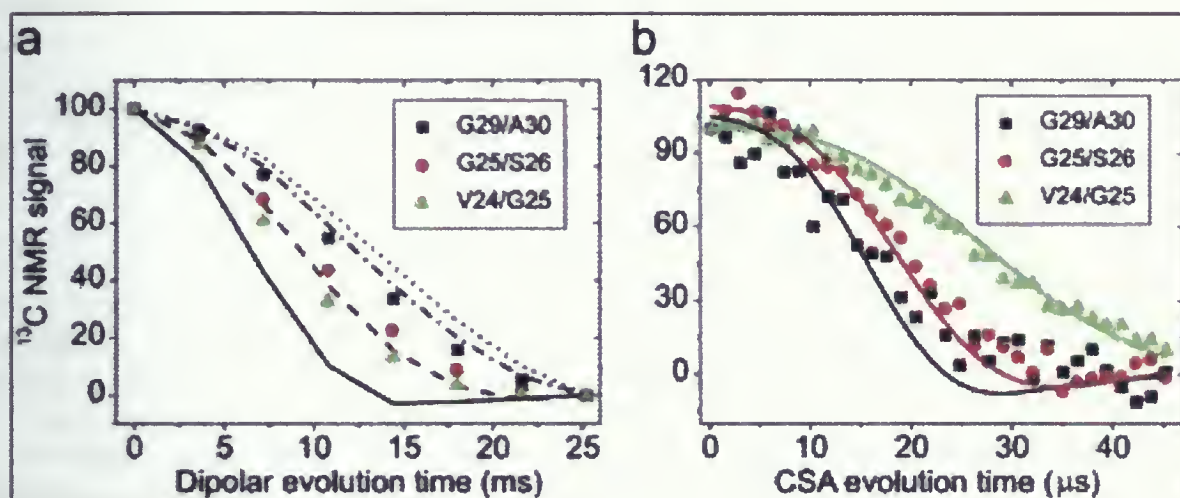 a
100
80
60
40
20
0
¹³C NMR signal
G29/A30
G25/S26
V24/G25
0 5 10 15 20 25
Dipolar evolution time (ms)
b
120
90
60
30
0
G29/A30
G25/S26
V24/G25
0 10 20 30 40
CSA evolution time (μs)